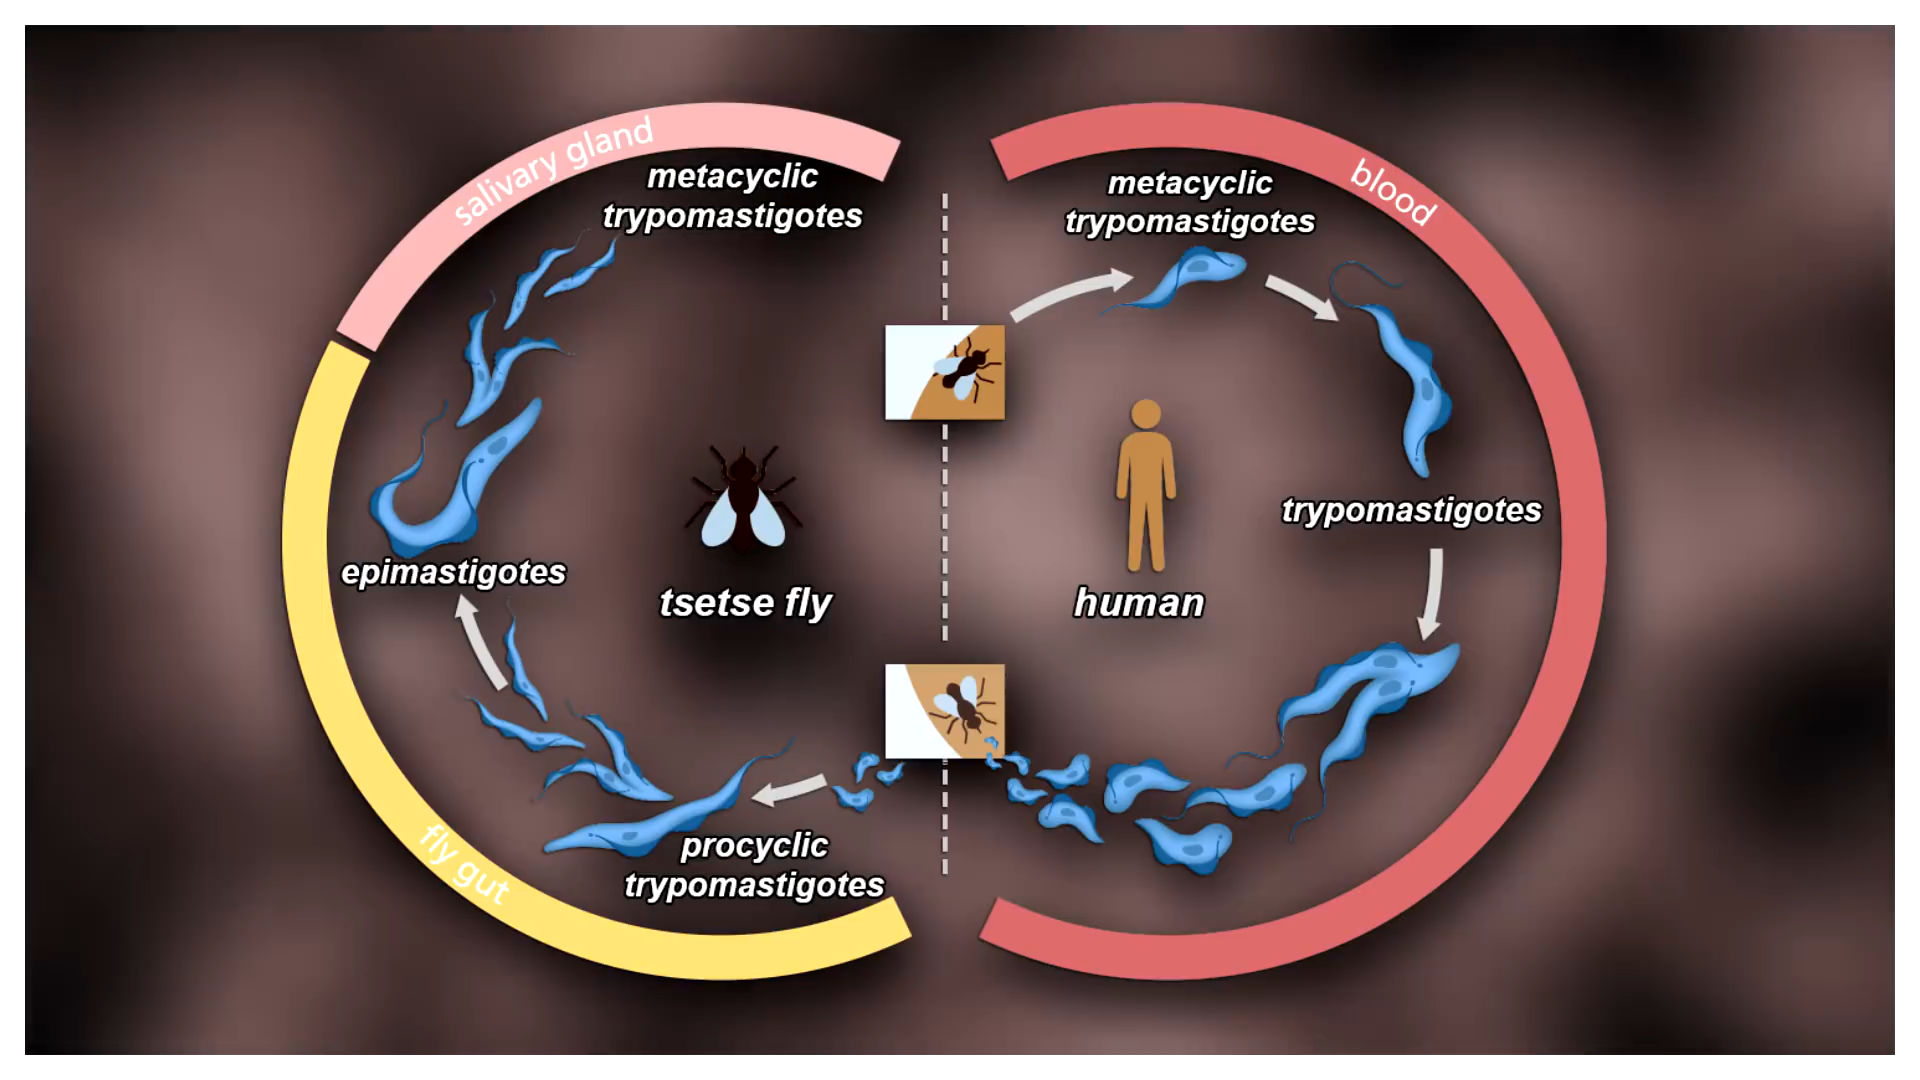 salivary gland
metacyclic
trypomastigotes
metacyclic
trypomastigotes
blood
trypomastigotes
epimastigotes
tsetse fly
human
procyclic
trypomastigotes
fly gut